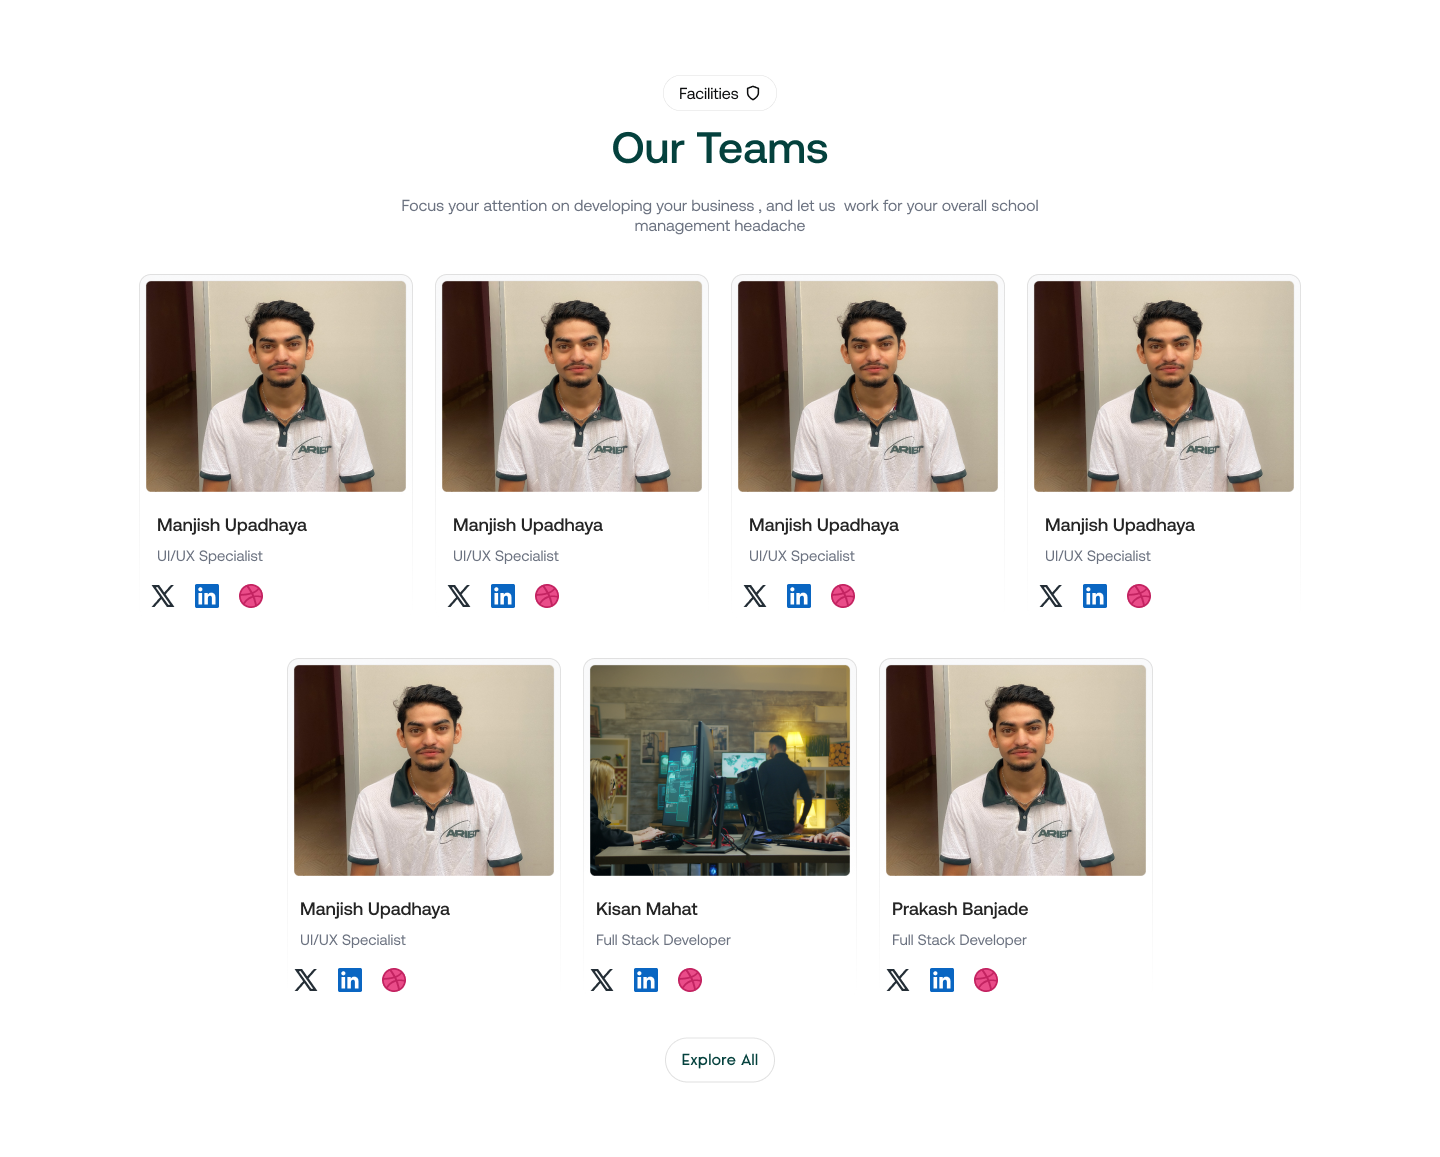 Facilities
Our Teams
Focus your attention on developing your business , and let us  work for your overall school
management headache
Manjish Upadhaya
UI/UX Specialist
Manjish Upadhaya
UI/UX Specialist
Manjish Upadhaya
UI/UX Specialist
Manjish Upadhaya
UI/UX Specialist
Manjish Upadhaya
UI/UX Specialist
Kisan Mahat
Full Stack Developer
Prakash Banjade
Full Stack Developer
Explore All